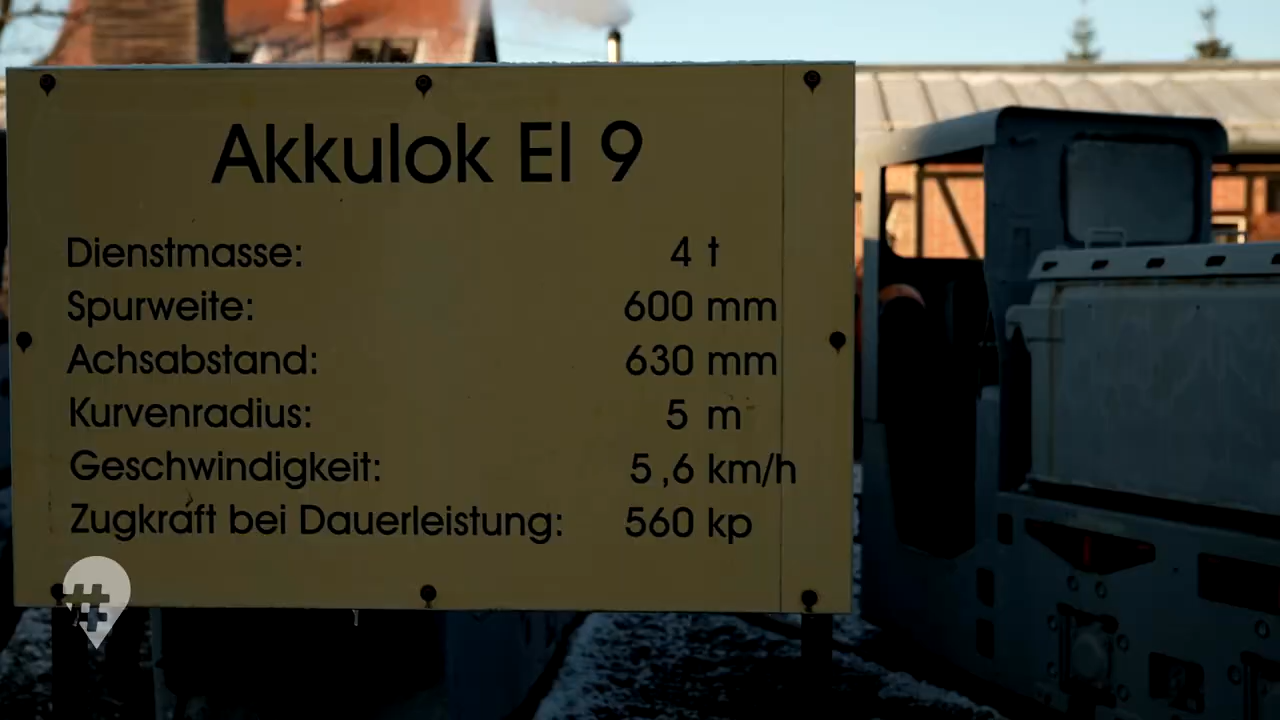 Akkulok El 9
Dienstmasse: 4 t
Spurweite: 600 mm
Achsabstand: 630 mm
Kurvenradius: 5 m
Geschwindigkeit: 5,6 km/h
Zugkraft bei Dauerleistung: 560 kp
#